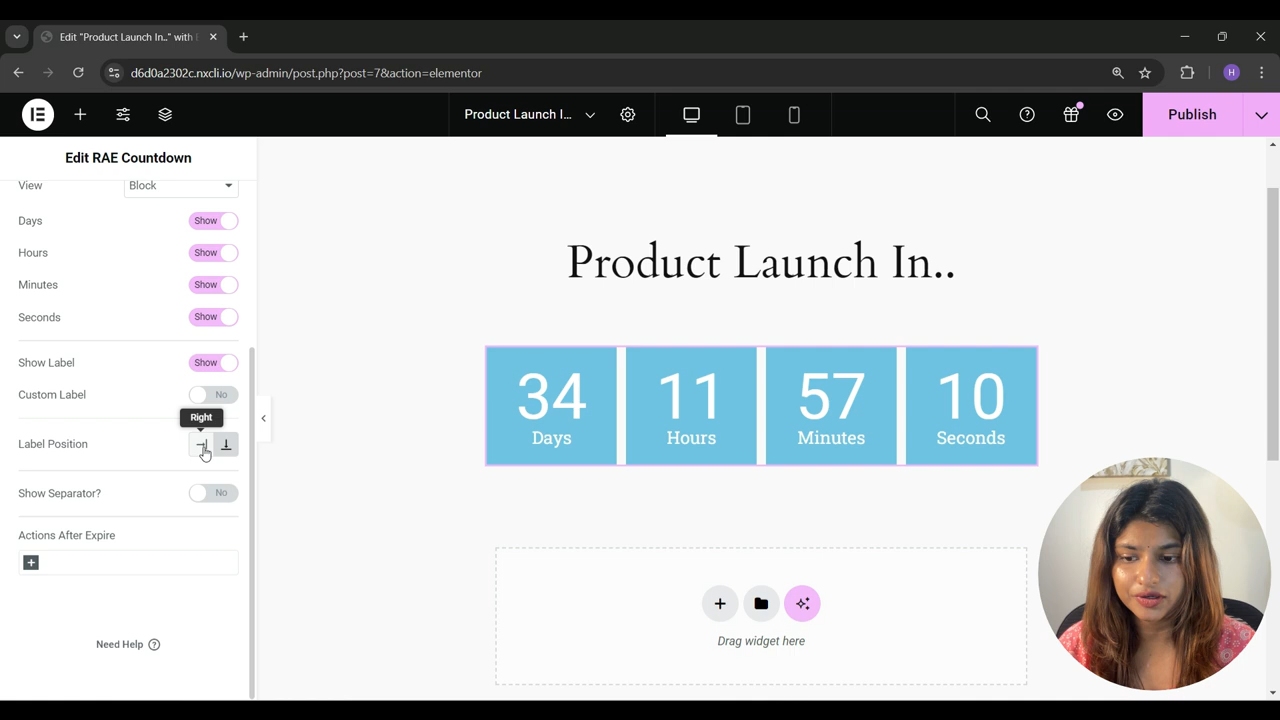 Edit "Product Launch In.." with E
d6d0a2302c.nxcli.io/wp-admin/post.php?post=7&action=elementor
H
Product Launch I...
Publish
Edit RAE Countdown
View
Block
Days
Show
Hours
Show
Minutes
Show
Seconds
Show
Show Label
Show
Custom Label
No
Right
Label Position
Show Separator?
No
Actions After Expire
Need Help
Product Launch In..
34
11
57
10
Days
Hours
Minutes
Seconds
Drag widget here